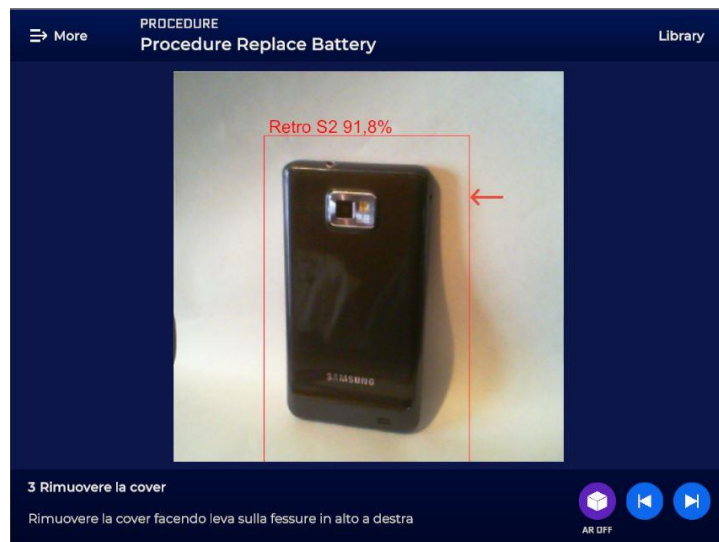 More
PROCEDURE
Procedure Replace Battery
Library
Retro S2 91,8%
SAMSUNG
3 Rimuovere la cover
Rimuovere la cover facendo leva sulla fessure in alto a destra
AR OFF